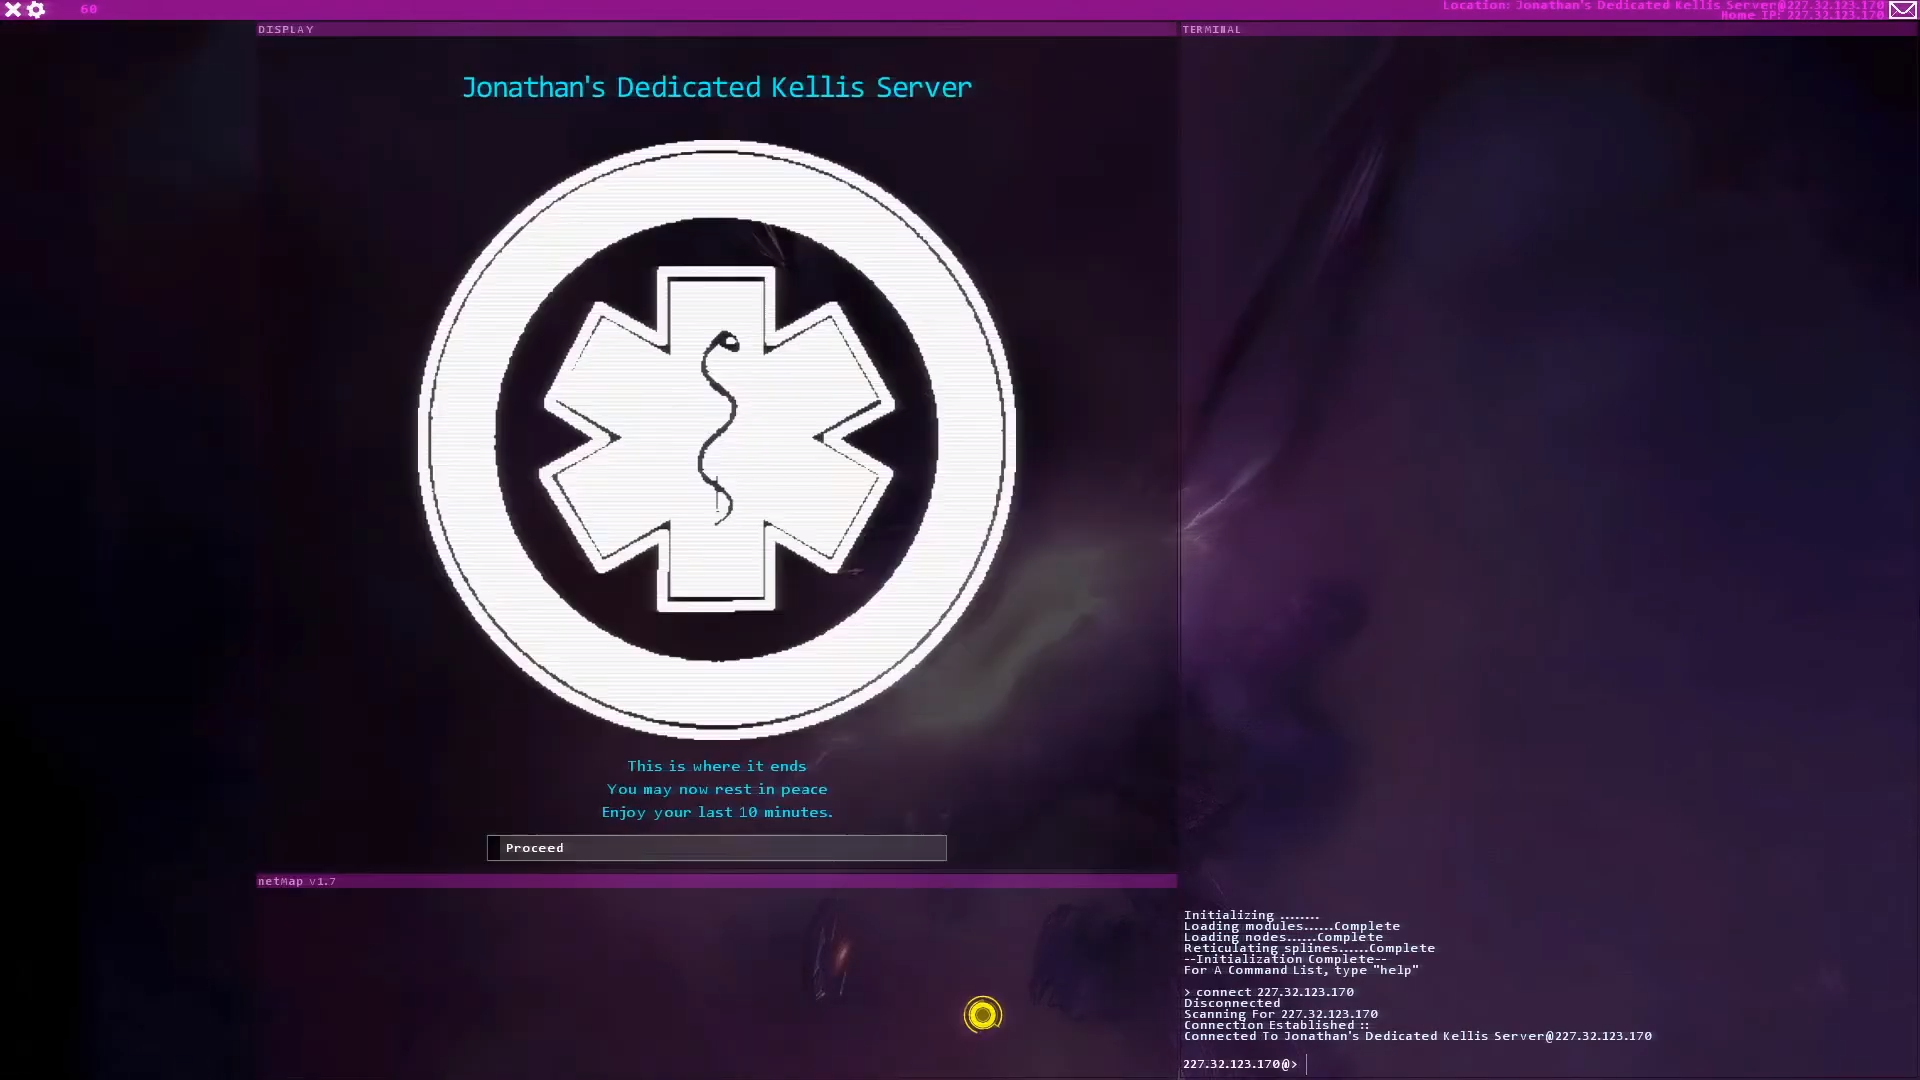 60
Location: Jonathan's Dedicated Kellis Server@227.32.123.170
Home IP: 227.32.123.170
DISPLAY
TERMINAL
Jonathan's Dedicated Kellis Server
This is where it ends
You may now rest in peace
Enjoy your last 10 minutes.
Proceed
netMap v1.7
Initializing ........
Loading modules......Complete
Loading nodes......Complete
Reticulating splines......Complete
--Initialization Complete--
For A Command List, type "help"
> connect 227.32.123.170
Disconnected
Scanning For 227.32.123.170
Connection Established ::
Connected To Jonathan's Dedicated Kellis Server@227.32.123.170
227.32.123.170@>